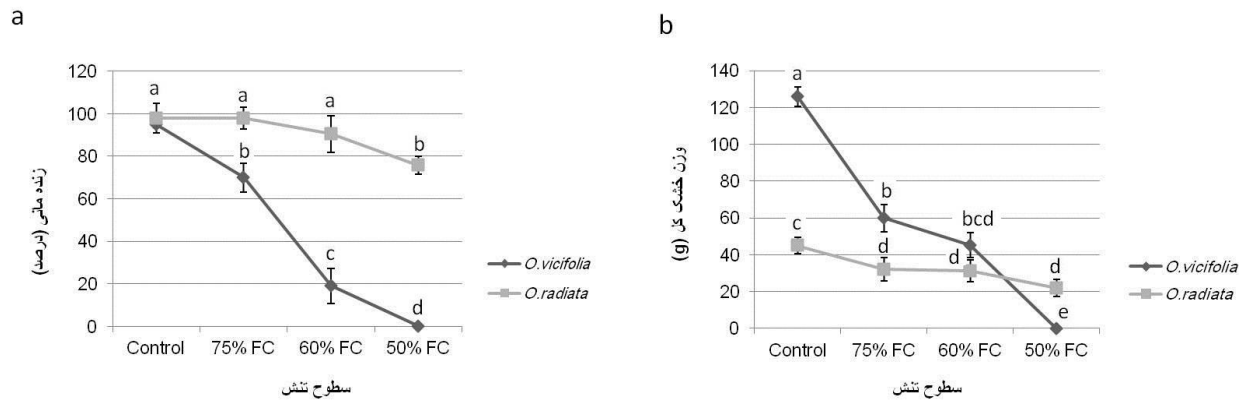 a
زنده مانی (درصد)
120
100
80
60
40
20
0
a
a
a
b
b
c
d
Control
75% FC
60% FC
50% FC
سطوح تنش
O.vicifolia
O.radiata
b
وزن خشک کل (g)
140
120
100
80
60
40
20
0
a
b
bcd
c
d
d
d
e
Control
75% FC
60% FC
50% FC
سطوح تنش
O.vicifolia
O.radiata